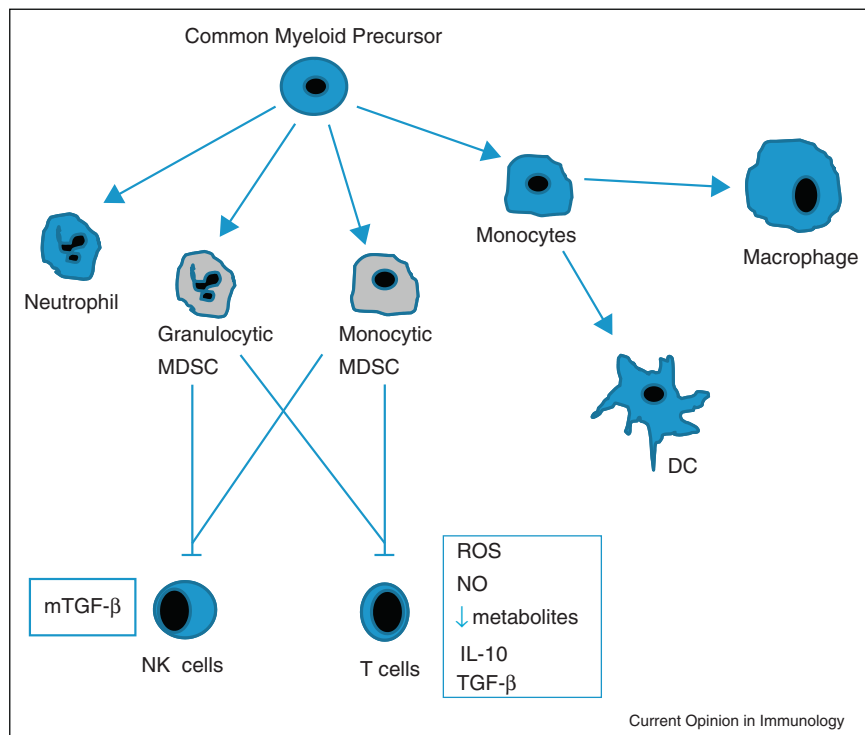 Common Myeloid Precursor
Neutrophil
Granulocytic
MDSC
Monocytic
MDSC
Monocytes
Macrophage
DC
mTGF-β
NK cells
T cells
ROS
NO
↓ metabolites
IL-10
TGF-β
Current Opinion in Immunology